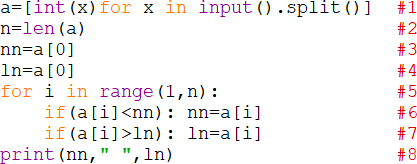 a=[int(x)for x in input().split()] #1
n=len(a) #2
nn=a[0] #3
ln=a[0] #4
for i in range(1,n): #5
    if(a[i]<nn): nn=a[i] #6
    if(a[i]>ln): ln=a[i] #7
print(nn," ",ln) #8